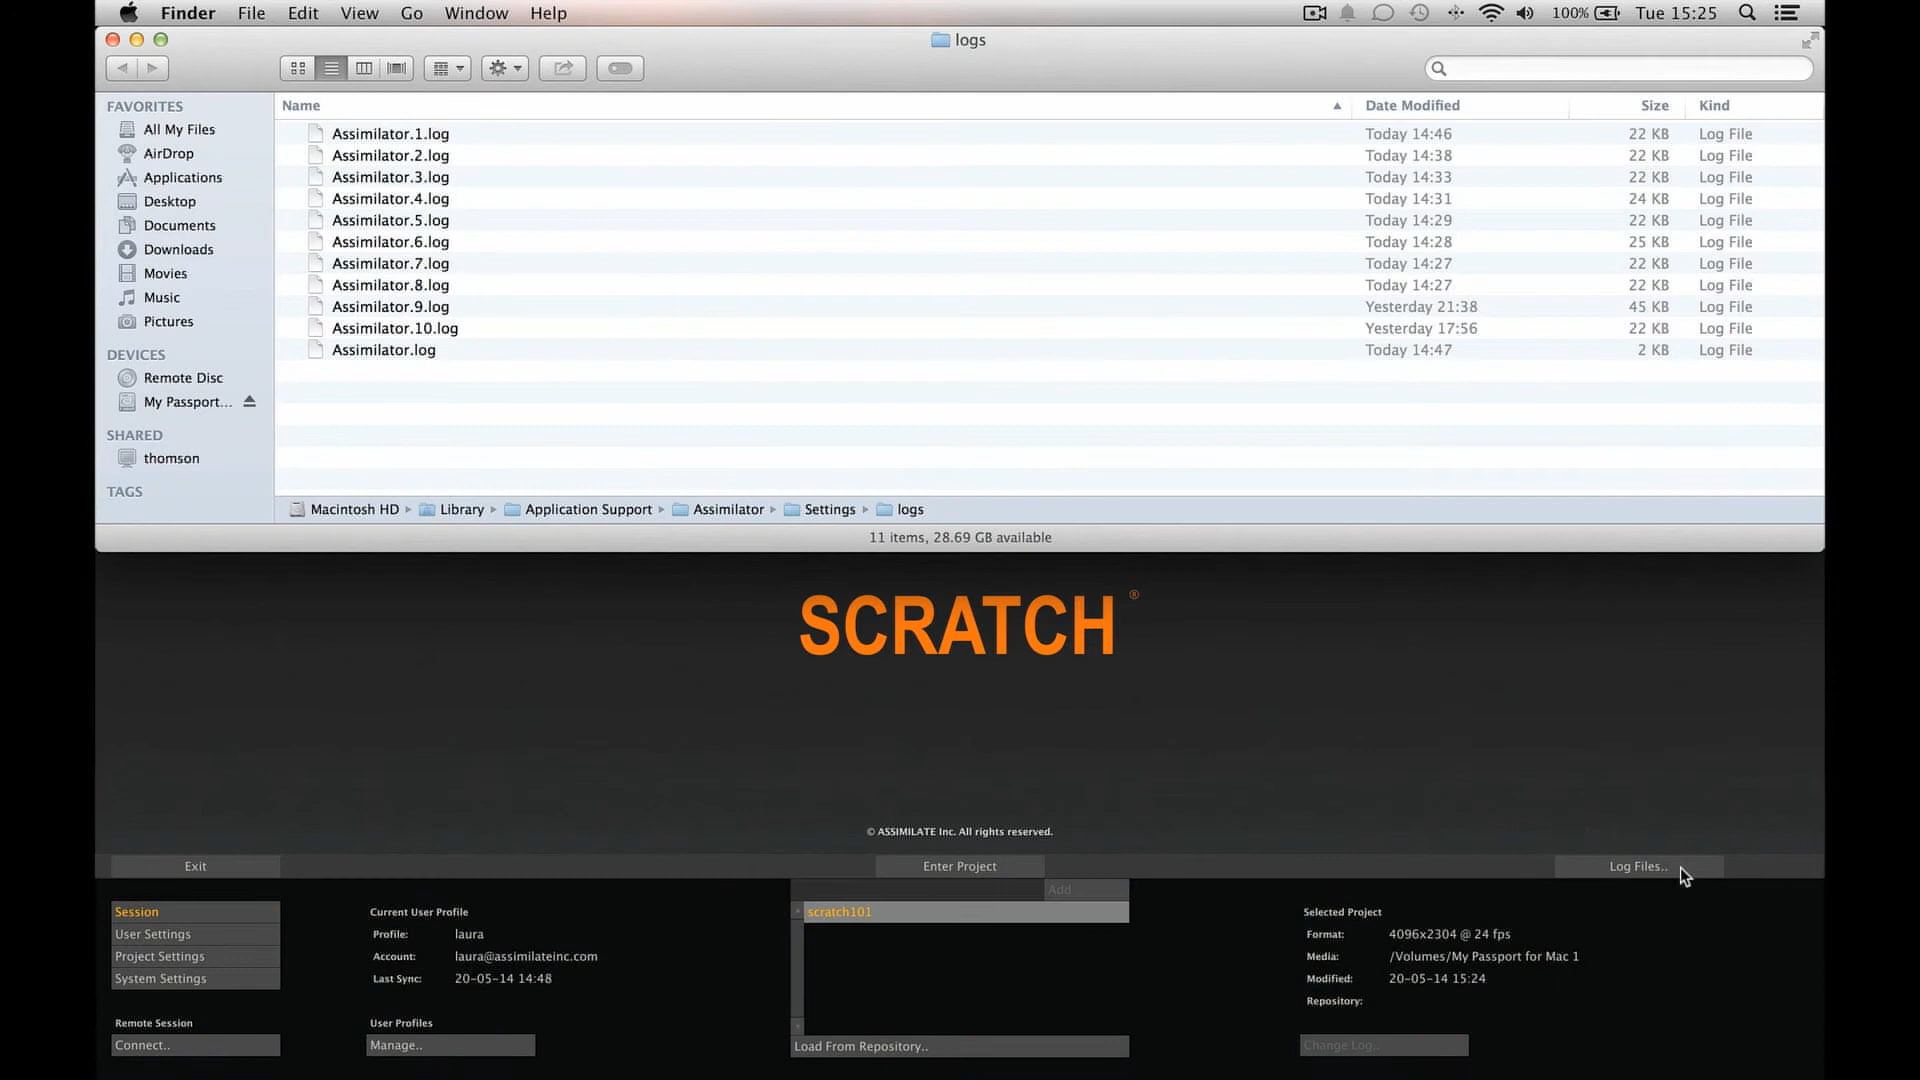 Finder File Edit View Go Window Help 100% Tue 15:25
logs
FAVORITES
All My Files
AirDrop
Applications
Desktop
Documents
Downloads
Movies
Music
Pictures
DEVICES
Remote Disc
My Passport...
SHARED
thomson
TAGS
Name Date Modified Size Kind
Assimilator.1.log Today 14:46 22 KB Log File
Assimilator.2.log Today 14:38 22 KB Log File
Assimilator.3.log Today 14:33 22 KB Log File
Assimilator.4.log Today 14:31 24 KB Log File
Assimilator.5.log Today 14:29 22 KB Log File
Assimilator.6.log Today 14:28 25 KB Log File
Assimilator.7.log Today 14:27 22 KB Log File
Assimilator.8.log Today 14:27 22 KB Log File
Assimilator.9.log Yesterday 21:38 45 KB Log File
Assimilator.10.log Yesterday 17:56 22 KB Log File
Assimilator.log Today 14:47 2 KB Log File
Macintosh HD Library Application Support Assimilator Settings logs
11 items, 28.69 GB available
SCRATCH ®
© ASSIMILATE Inc. All rights reserved.
Exit Enter Project Log Files..
Add
Session
User Settings
Project Settings
System Settings
Remote Session
Connect..
Current User Profile
Profile: laura
Account: laura@assimilateinc.com
Last Sync: 20-05-14 14:48
User Profiles
Manage..
scratch101
Load From Repository..
Selected Project
Format: 4096x2304 @ 24 fps
Media: /Volumes/My Passport for Mac 1
Modified: 20-05-14 15:24
Repository:
Change Log..